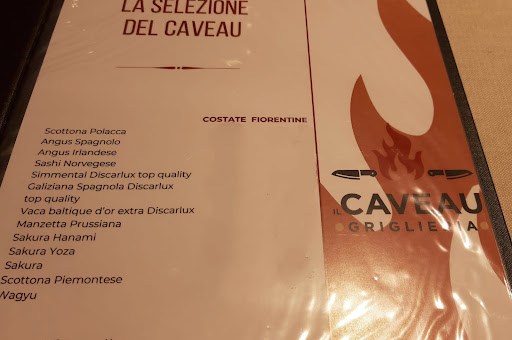 LA SELEZIONE
DEL CAVEAU
COSTATE FIORENTINE
Scottona Polacca
Angus Spagnolo
Angus Irlandese
Sashi Norvegese
Simmental Discarlux top quality
Galiziana Spagnola Discarlux
top quality
Vaca baltique d'or extra Discarlux
Manzetta Prussiana
Sakura Hanami
Sakura Yoza
Sakura
Scottona Piemontese
Wagyu
IL CAVEAU